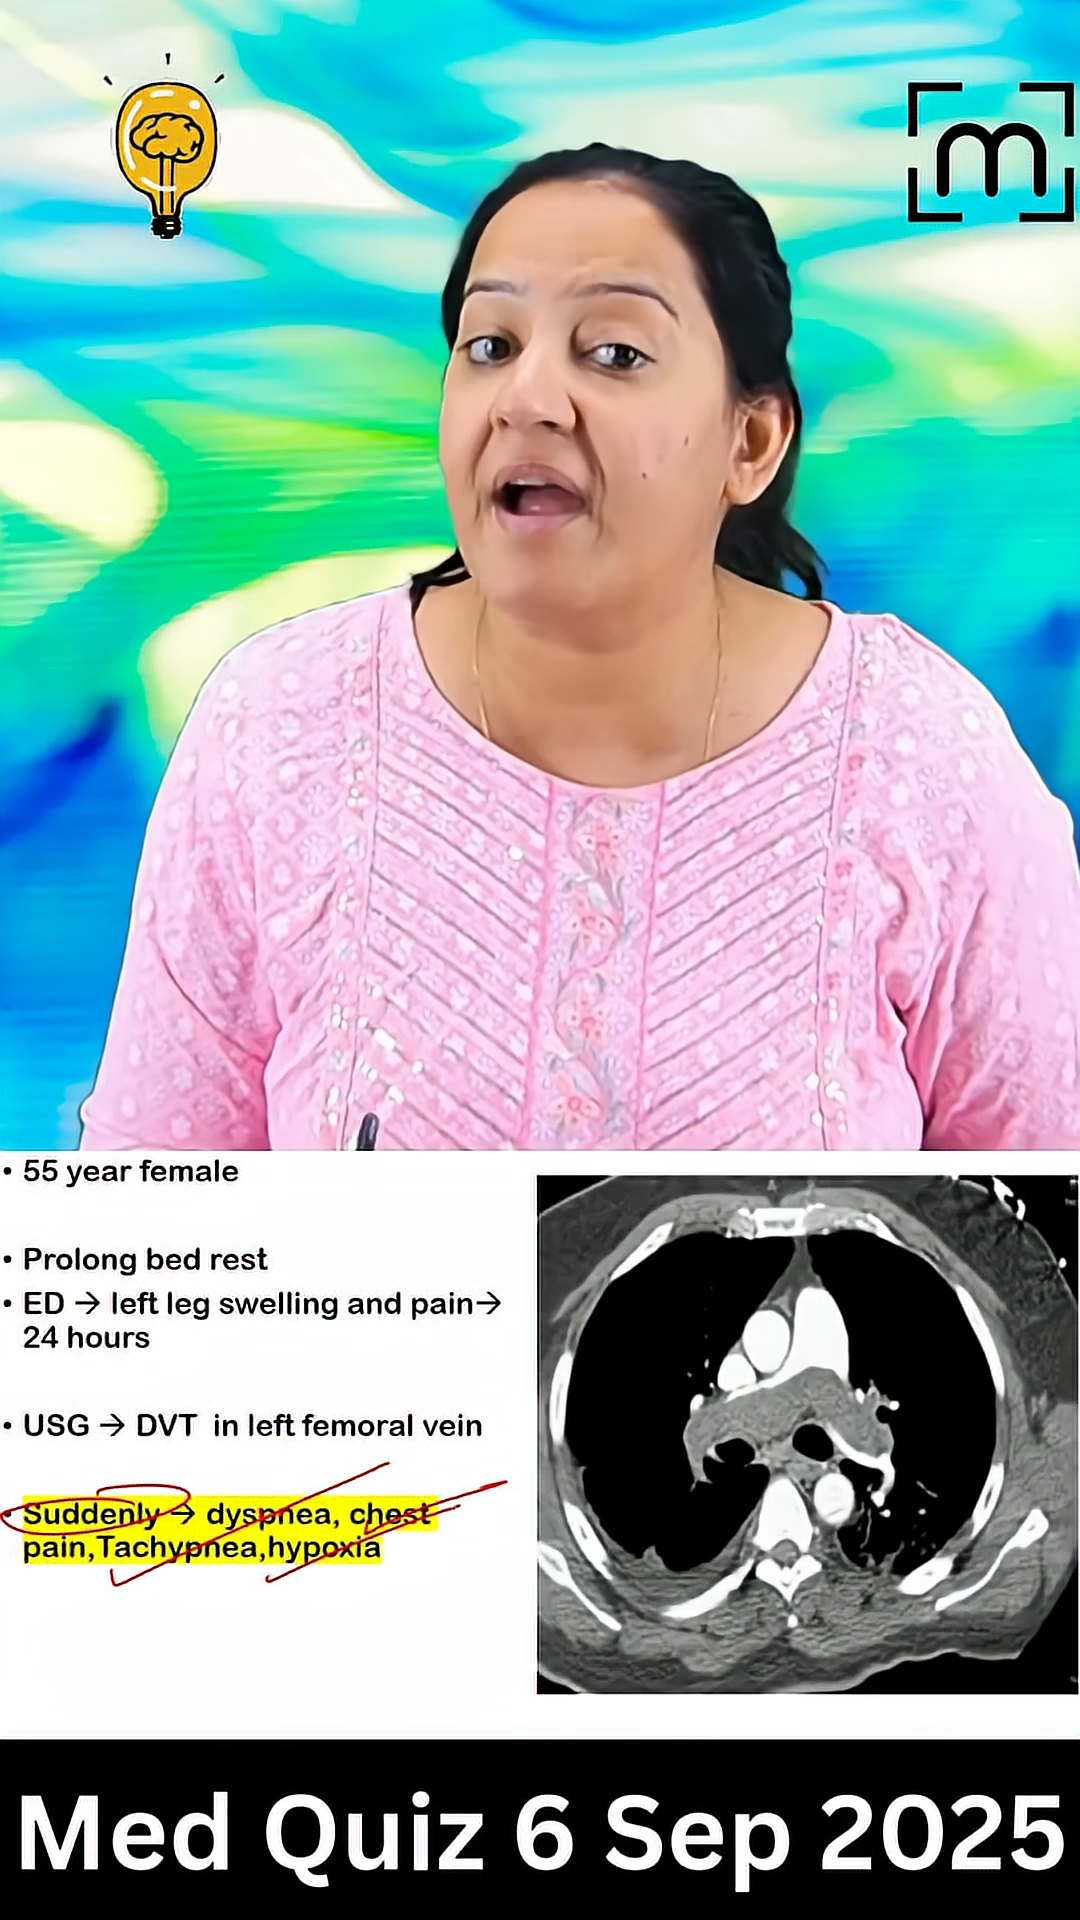 m
• 55 year female
• Prolong bed rest
• ED → left leg swelling and pain→
24 hours
• USG → DVT in left femoral vein
• Suddenly → dyspnea, chest
pain,Tachypnea,hypoxia
A
Med Quiz 6 Sep 2025